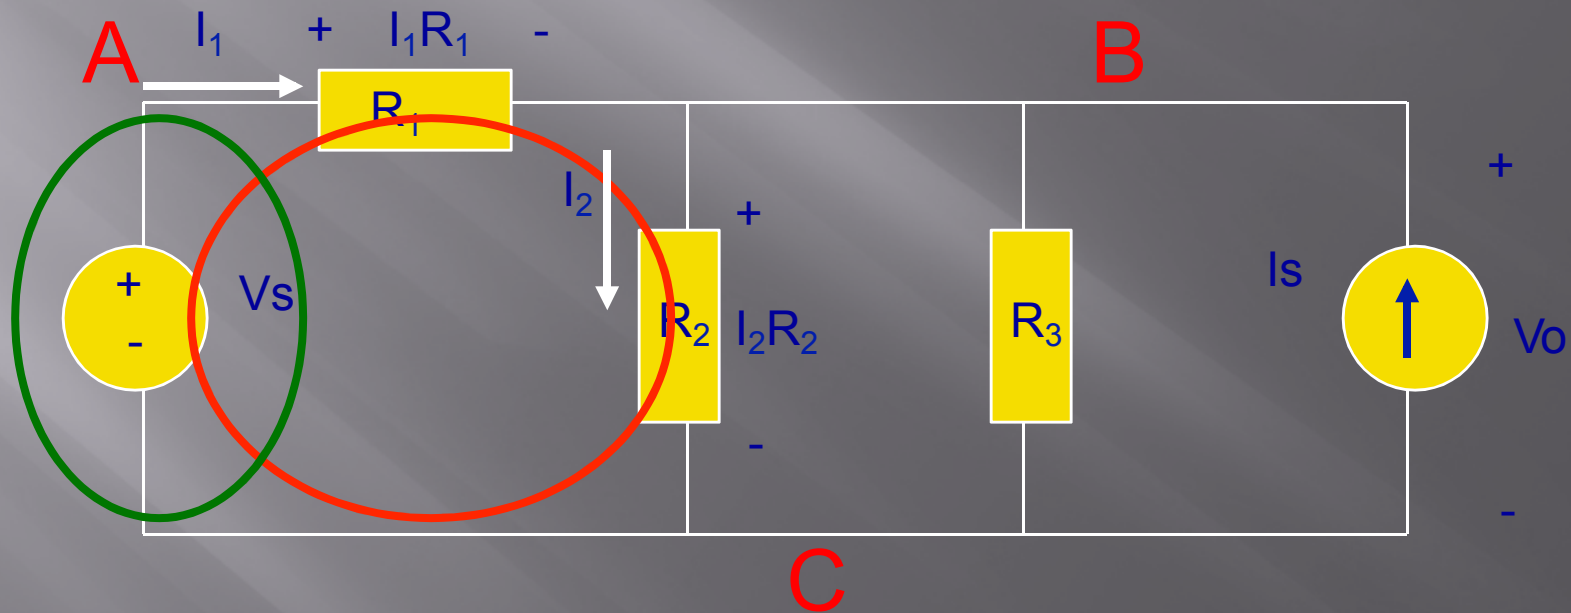 A I₁ + I₁R₁ - B
R₁
I₂ + +
+ Vs Is
- R₂ I₂R₂ R₃ Vo
- -
C